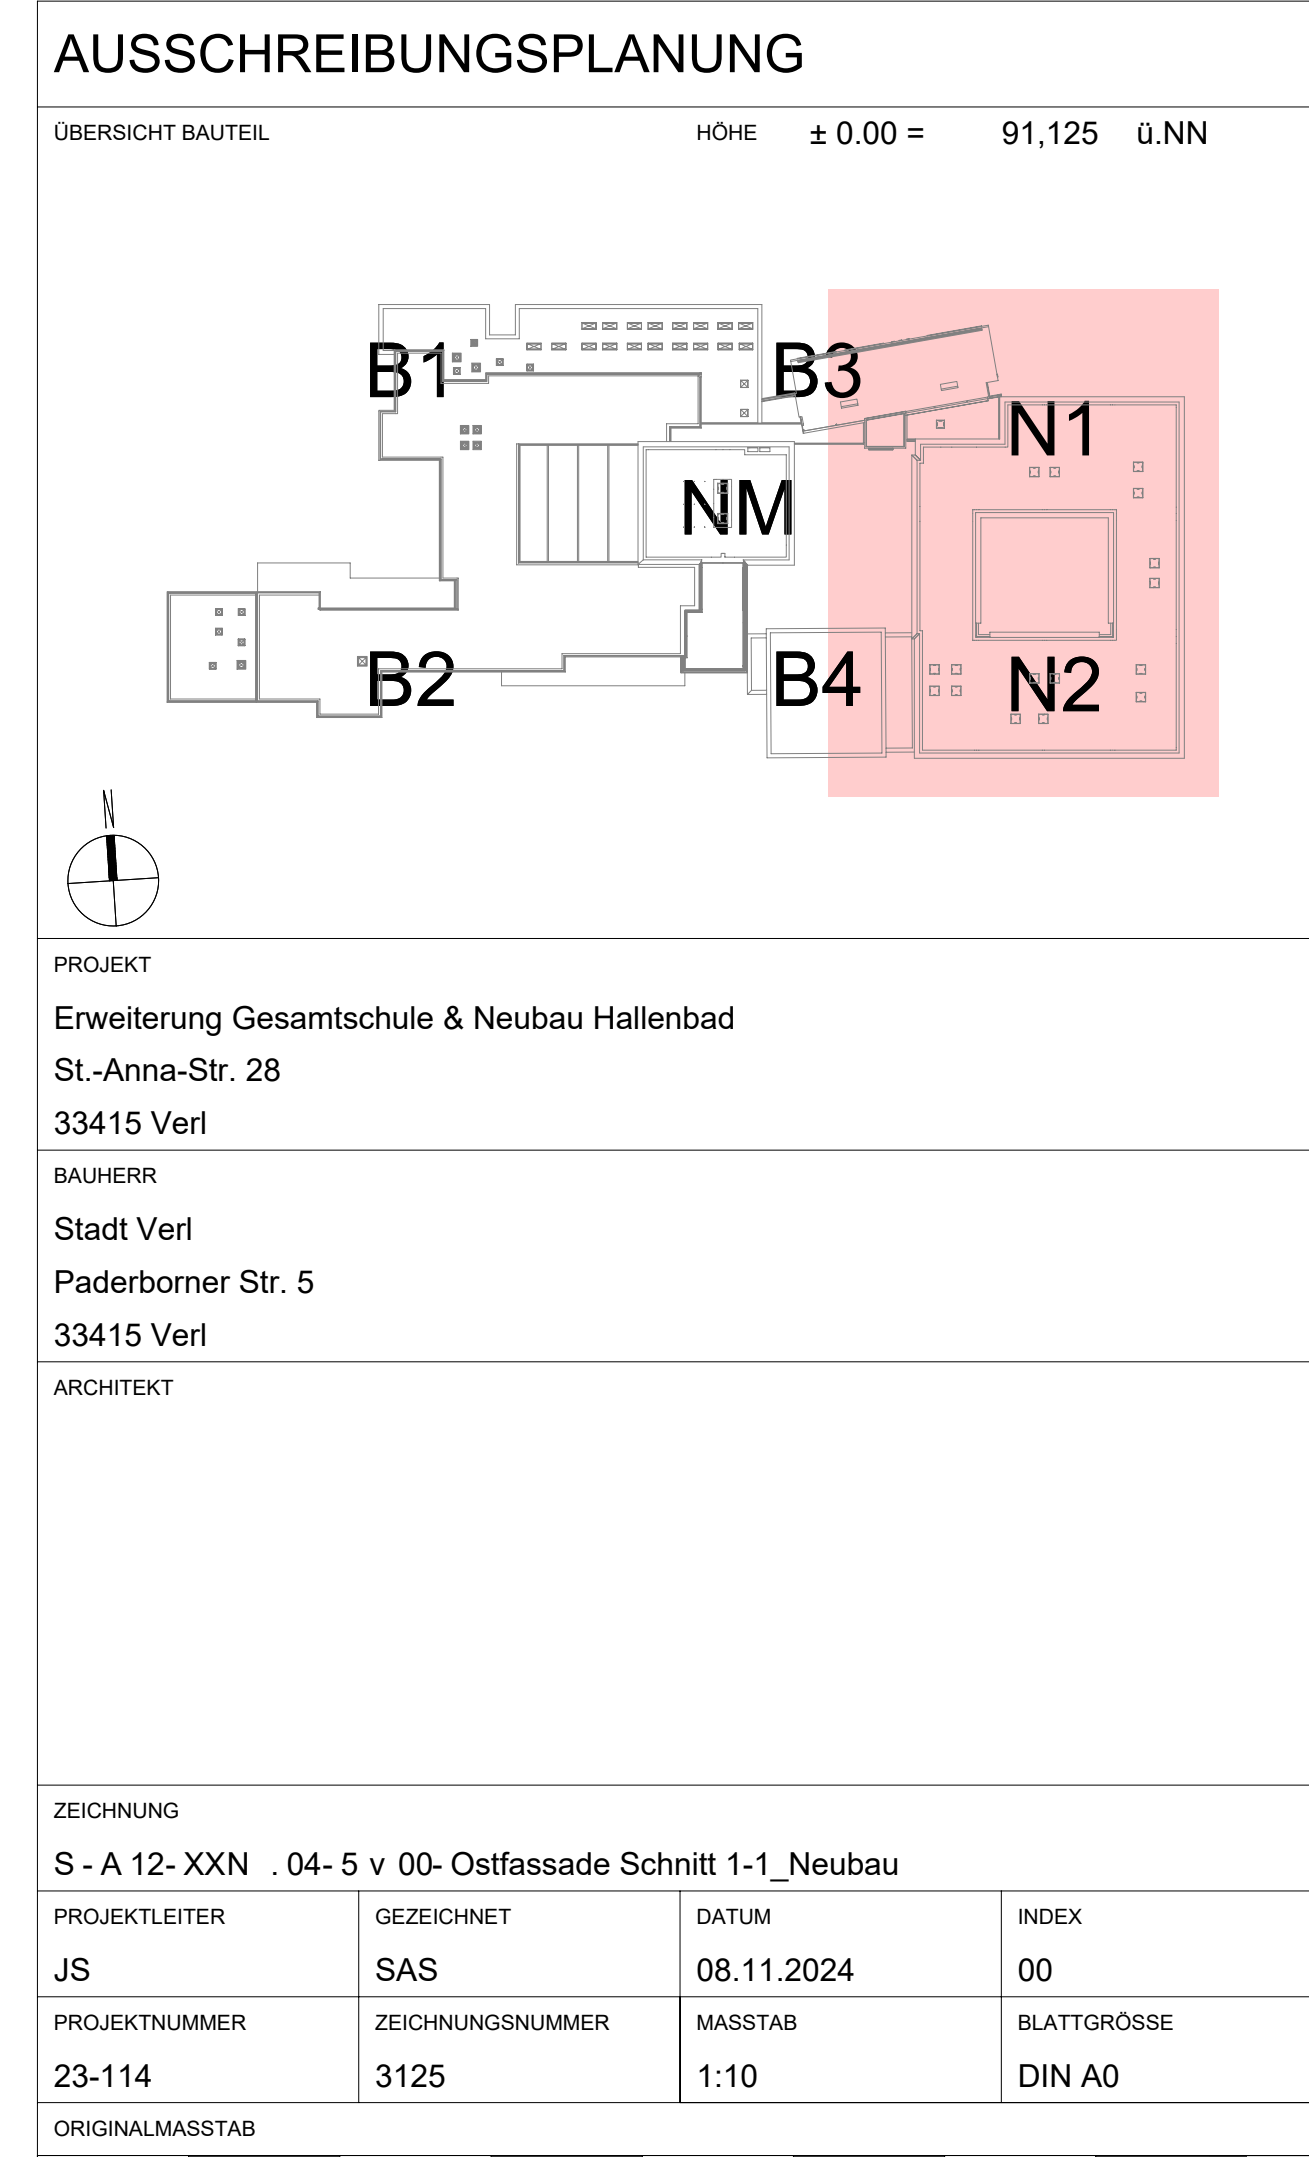 AUSSCHREIBUNGSPLANUNG
ÜBERSICHT BAUTEIL HÖHE ± 0.00 = 91,125 ü.NN
B1 B3
N1
NM
B2 B4 N2
N
PROJEKT
Erweiterung Gesamtschule & Neubau Hallenbad
St.-Anna-Str. 28
33415 Verl
BAUHERR
Stadt Verl
Paderborner Str. 5
33415 Verl
ARCHITEKT
ZEICHNUNG
S - A 12- XXN . 04- 5 v 00- Ostfassade Schnitt 1-1_Neubau
PROJEKTLEITER GEZEICHNET DATUM INDEX
JS SAS 08.11.2024 00
PROJEKTNUMMER ZEICHNUNGSNUMMER MASSTAB BLATTGRÖSSE
23-114 3125 1:10 DIN A0
ORIGINALMASSTAB